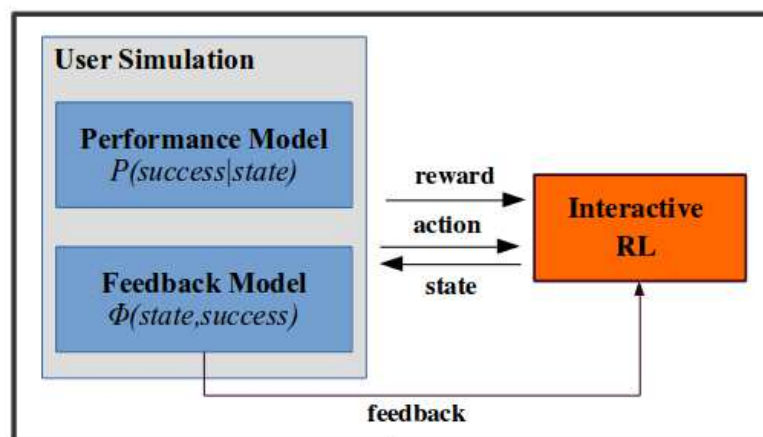 User Simulation
Performance Model
P(success|state)
Feedback Model
Φ(state,success)
reward
action
state
Interactive
RL
feedback